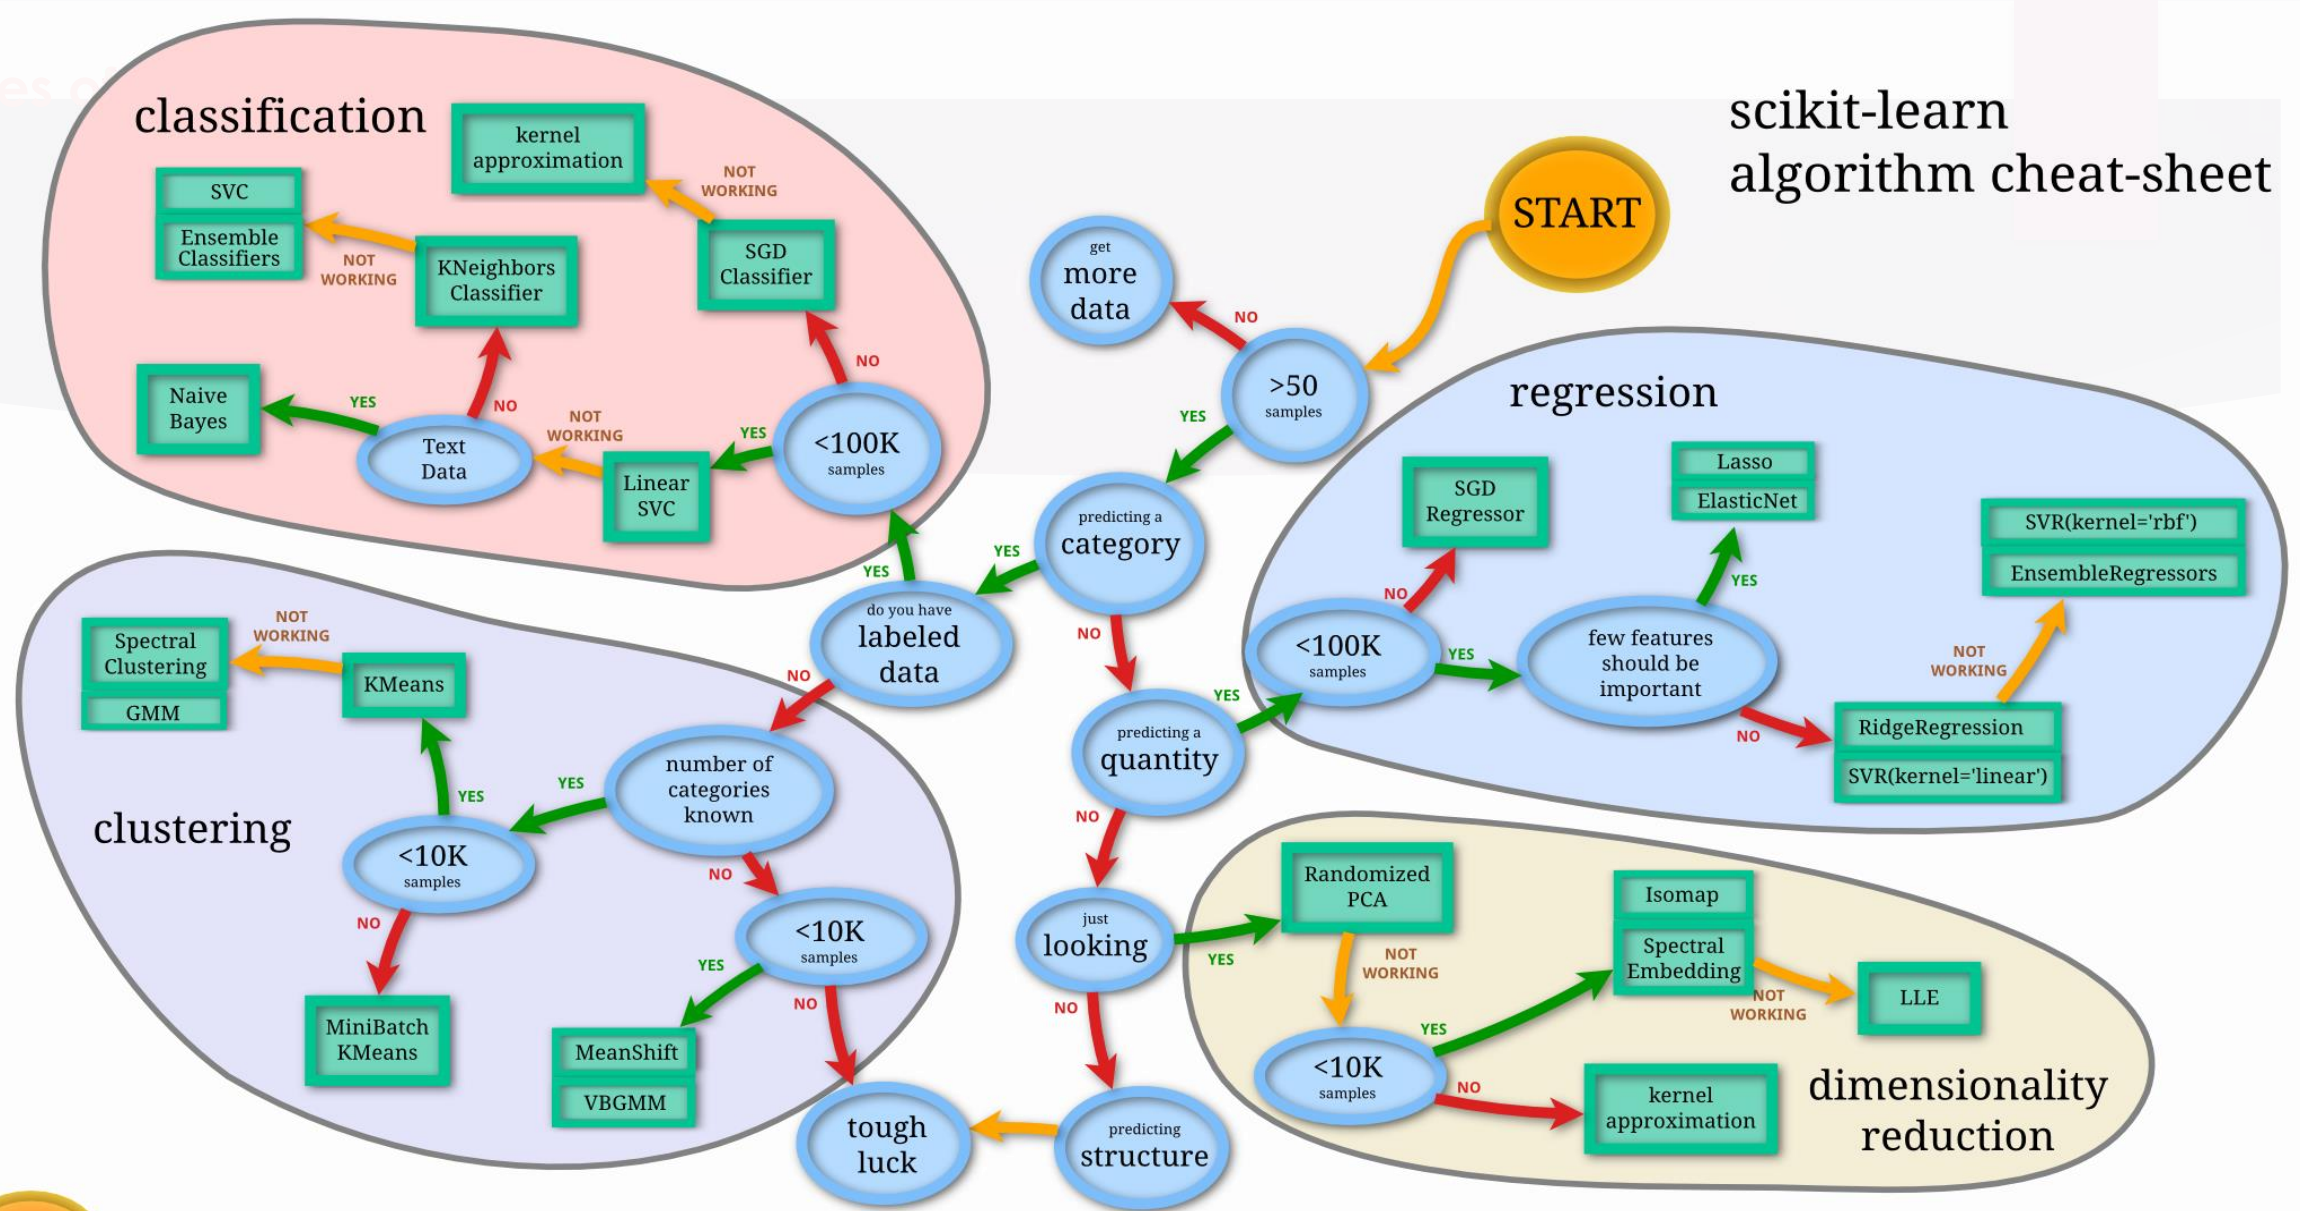 scikit-learn
algorithm cheat-sheet
START
get
more
data
NO
>50
samples
YES
predicting a
category
YES
NO
do you have
labeled
data
YES
NO
predicting a
quantity
YES
NO
just
looking
YES
NO
predicting
structure
tough
luck
classification
kernel
approximation
NOT
WORKING
SVC
Ensemble
Classifiers
NOT
WORKING
KNeighbors
Classifier
SGD
Classifier
NO
Naive
Bayes
YES
NO
Text
Data
NOT
WORKING
Linear
SVC
YES
<100K
samples
regression
SGD
Regressor
Lasso
ElasticNet
SVR(kernel='rbf')
EnsembleRegressors
NO
YES
<100K
samples
YES
few features
should be
important
NOT
WORKING
NO
RidgeRegression
SVR(kernel='linear')
clustering
Spectral
Clustering
GMM
NOT
WORKING
KMeans
number of
categories
known
YES
YES
<10K
samples
NO
NO
<10K
samples
YES
NO
MiniBatch
KMeans
MeanShift
VBGMM
dimensionality
reduction
Randomized
PCA
NOT
WORKING
Isomap
Spectral
Embedding
NOT
WORKING
LLE
YES
<10K
samples
NO
kernel
approximation